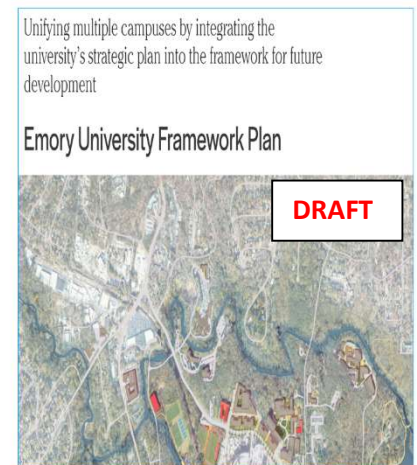 Unifying multiple campuses by integrating the
university's strategic plan into the framework for future
development
Emory University Framework Plan
DRAFT